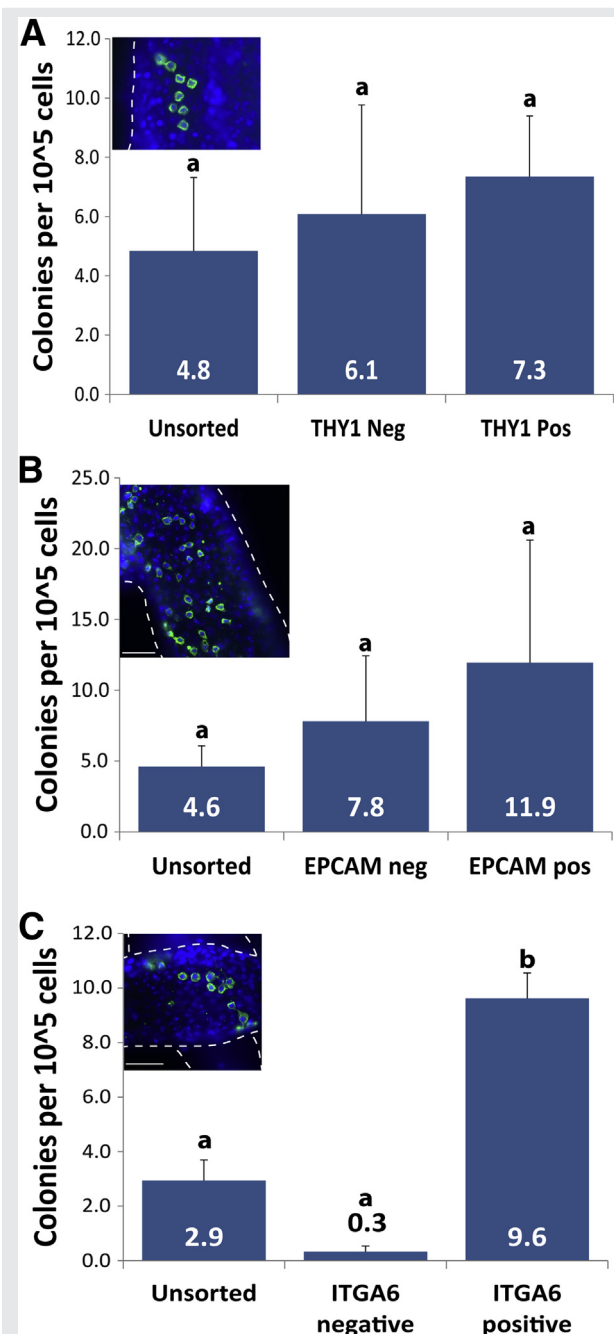 A
Colonies per 10^5 cells
12.0
10.0
8.0
6.0
4.0
2.0
0.0
a
a
a
4.8
6.1
7.3
Unsorted
THY1 Neg
THY1 Pos
B
Colonies per 10^5 cells
25.0
20.0
15.0
10.0
5.0
0.0
a
a
a
4.6
7.8
11.9
Unsorted
EPCAM neg
EPCAM pos
C
Colonies per 10^5 cells
12.0
10.0
8.0
6.0
4.0
2.0
0.0
a
a
b
2.9
0.3
9.6
Unsorted
ITGA6
negative
ITGA6
positive